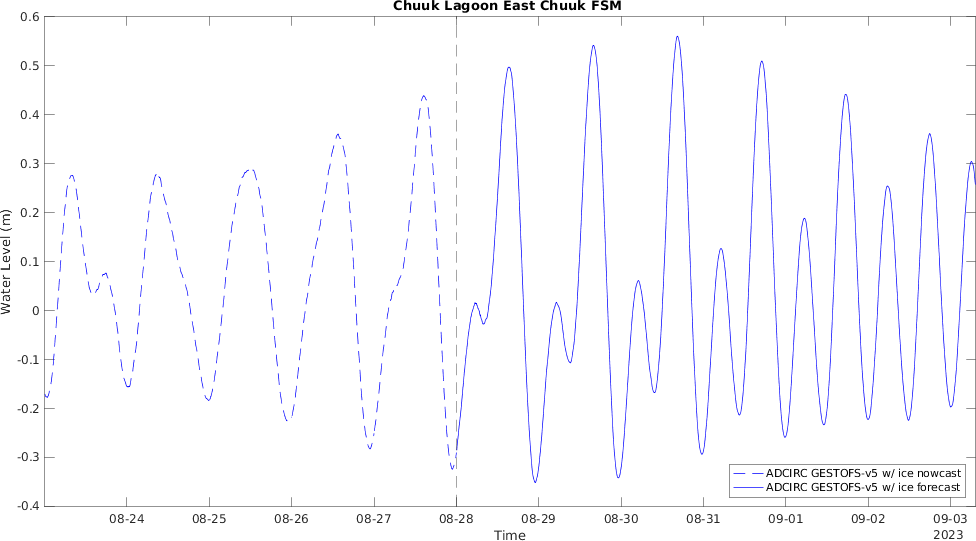 Chuuk Lagoon East Chuuk FSM
0.6
0.5
0.4
0.3
0.2
0.1
0
-0.1
-0.2
-0.3
-0.4
Water Level (m)
ADCIRC GESTOFS-v5 w/ ice nowcast
ADCIRC GESTOFS-v5 w/ ice forecast
08-24 08-25 08-26 08-27 08-28 08-29 08-30 08-31 09-01 09-02 09-03
2023
Time